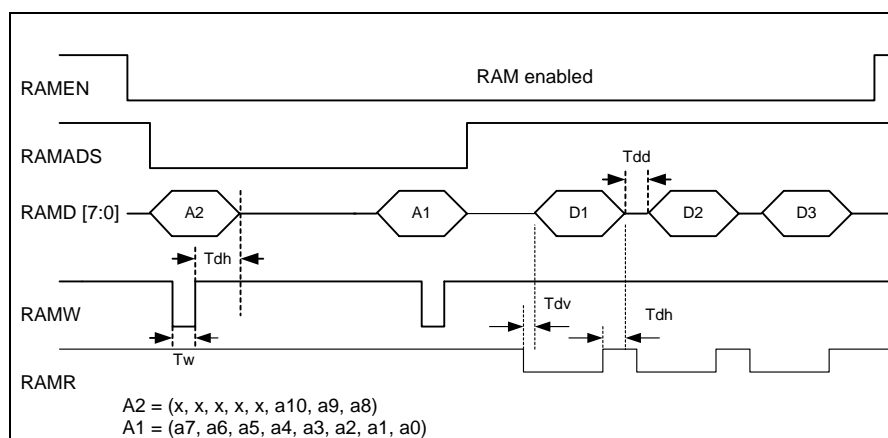 RAMEN
RAM enabled
RAMADS
Tdd
RAMD [7:0]
A2
A1
D1
D2
D3
Tdh
RAMW
Tdv
Tdh
Tw
RAMR
A2 = (x, x, x, x, x, a10, a9, a8)
A1 = (a7, a6, a5, a4, a3, a2, a1, a0)